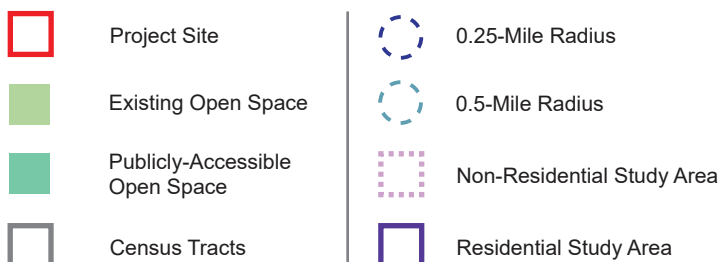 Project Site
Existing Open Space
Publicly-Accessible
Open Space
Census Tracts
0.25-Mile Radius
0.5-Mile Radius
Non-Residential Study Area
Residential Study Area